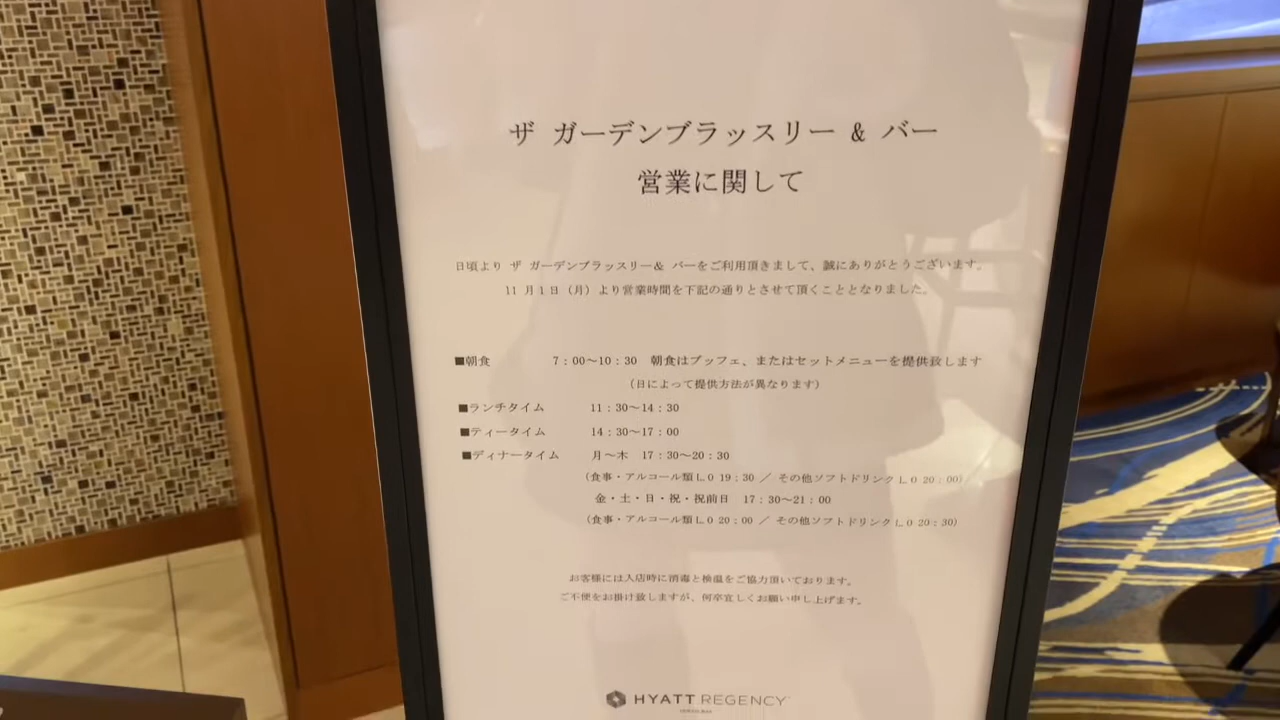 ザ ガーデンブラッスリー & バー
営業に関して
日頃より ザ ガーデンブラッスリー& バーをご利用頂きまして、誠にありがとうございます。
11 月1日（月）より営業時間を下記の通りとさせて頂くこととなりました。
■朝食 7：00～10：30 朝食はブッフェ、またはセットメニューを提供致します
（日によって提供方法が異なります）
■ランチタイム 11：30～14：30
■ティータイム 14：30～17：00
■ディナータイム 月～木 17：30～20：30
（食事・アルコール類L.O 19：30 ／ その他ソフトドリンクL.O 20：00）
金・土・日・祝・祝前日 17：30～21：00
（食事・アルコール類L.O 20：00 ／ その他ソフトドリンクL.O 20：30）
お客様には入店時に消毒と検温をご協力頂いております。
ご不便をお掛け致しますが、何卒宜しくお願い申し上げます。
HYATT REGENCY